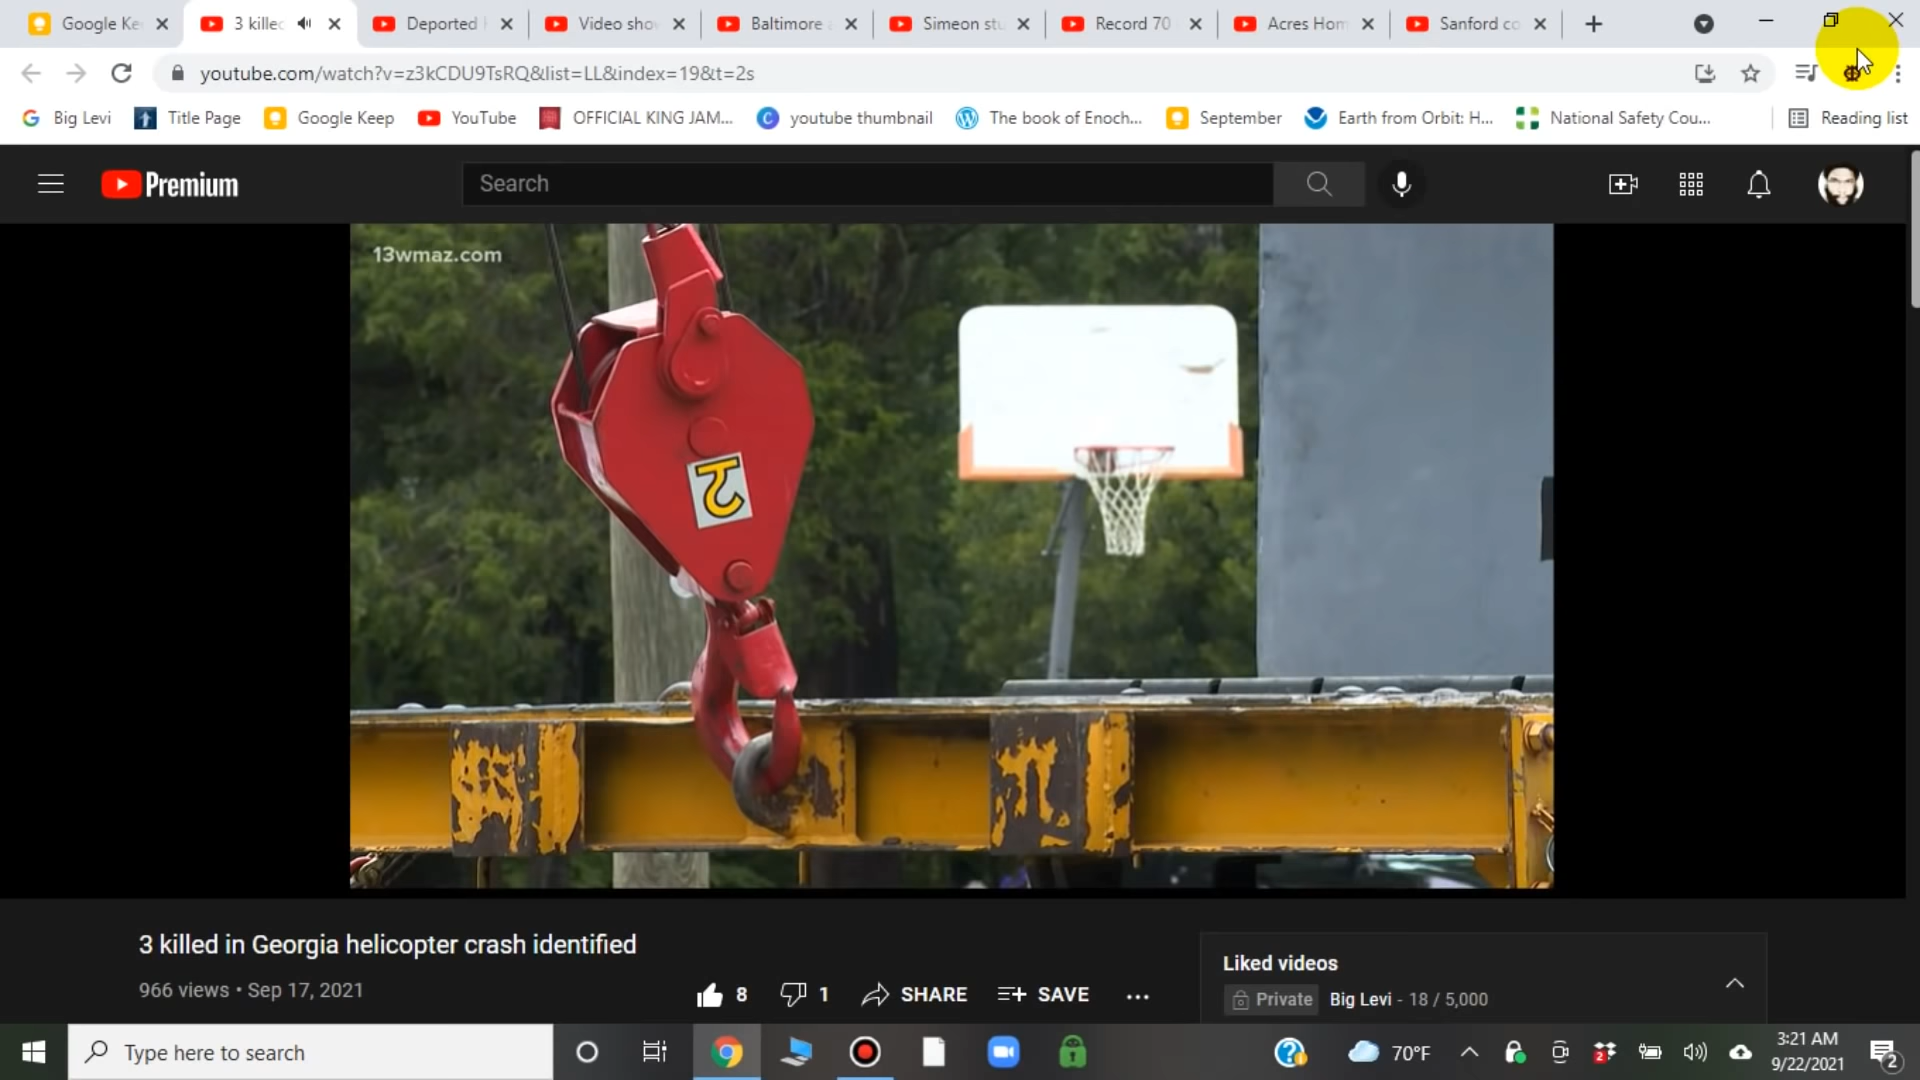 Google Ke
3 killed
Deported
Video sho
Baltimore
Simeon stu
Record 70
Acres Hom
Sanford co
youtube.com/watch?v=z3kCDU9TsRQ&list=LL&index=19&t=2s
Big Levi
Title Page
Google Keep
YouTube
OFFICIAL KING JAM...
youtube thumbnail
The book of Enoch...
September
Earth from Orbit: H...
National Safety Cou...
Reading list
Premium
Search
13wmaz.com
3 killed in Georgia helicopter crash identified
966 views • Sep 17, 2021
8
1
SHARE
SAVE
Liked videos
Private
Big Levi - 18 / 5,000
Type here to search
70°F
3:21 AM
9/22/2021
2
2